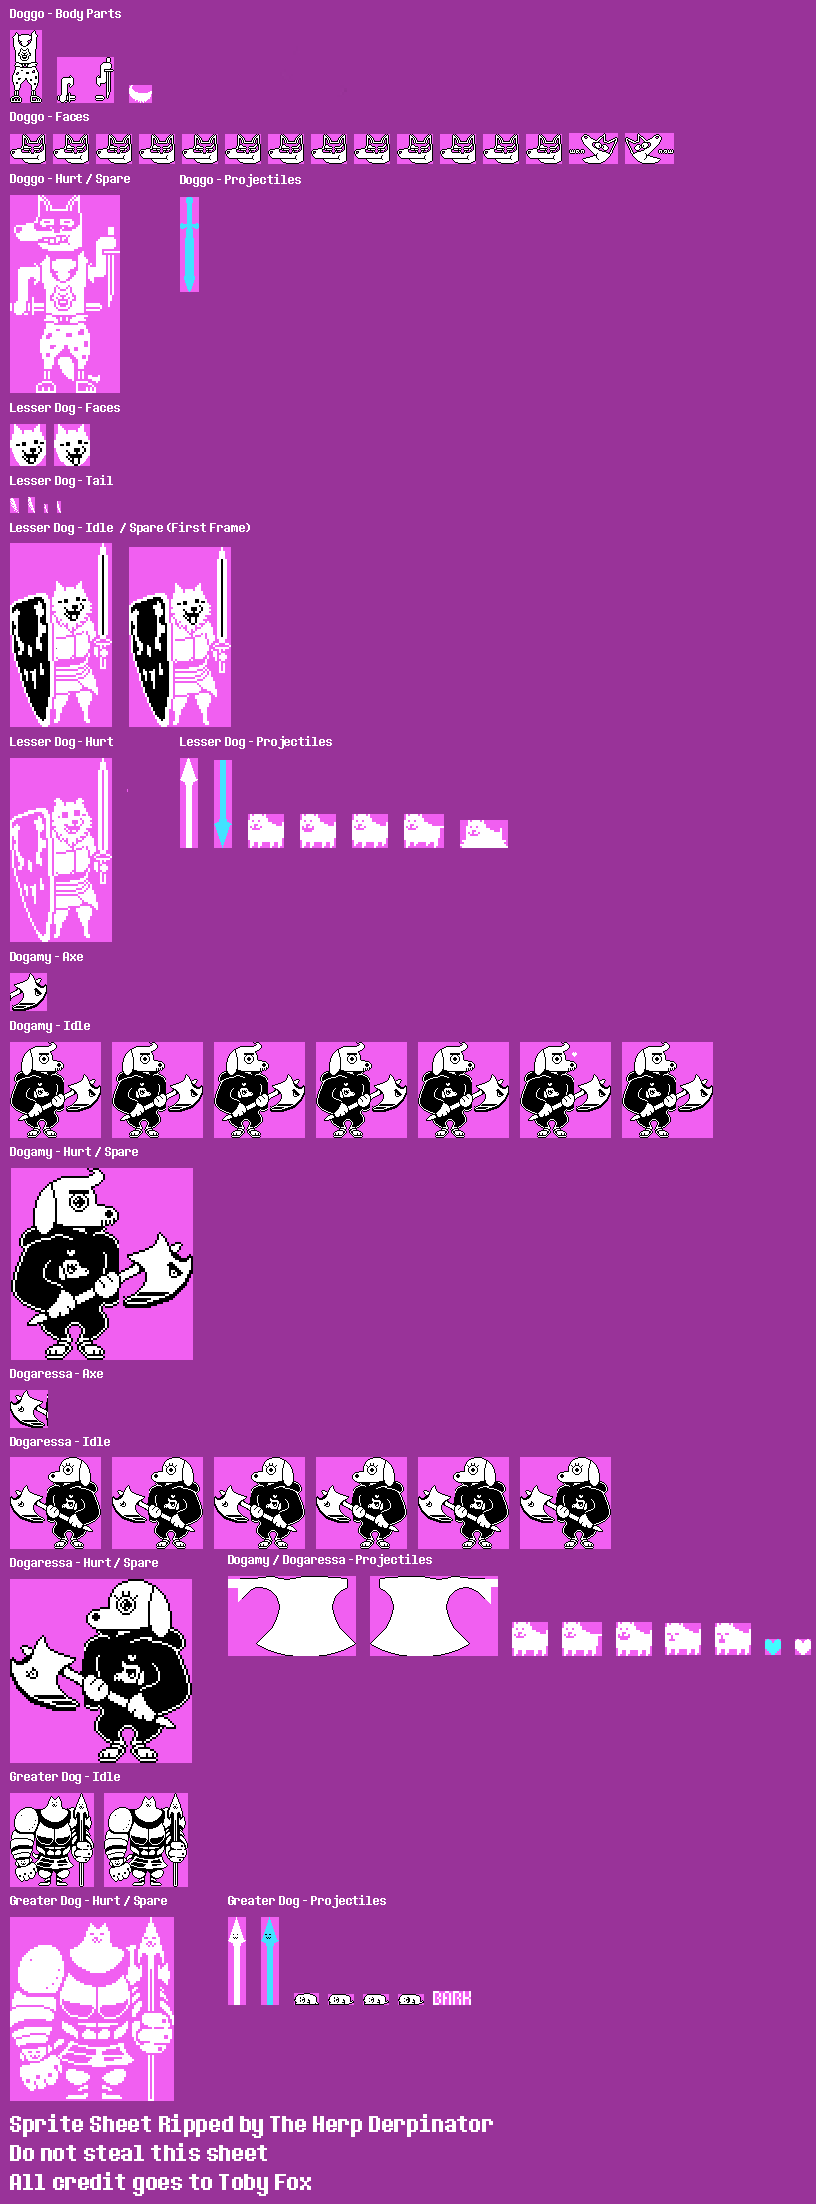 Doggo - Body Parts
Doggo - Faces
Doggo - Hurt / Spare
Doggo - Projectiles
Lesser Dog - Faces
Lesser Dog - Tail
Lesser Dog - Idle / Spare (First Frame)
Lesser Dog - Hurt
Lesser Dog - Projectiles
Dogamy - Axe
Dogamy - Idle
Dogamy - Hurt / Spare
Dogaressa - Axe
Dogaressa - Idle
Dogaressa - Hurt / Spare
Dogamy / Dogaressa - Projectiles
Greater Dog - Idle
Greater Dog - Hurt / Spare
Greater Dog - Projectiles
BARK
Sprite Sheet Ripped by The Herp Derpinator
Do not steal this sheet
All credit goes to Toby Fox